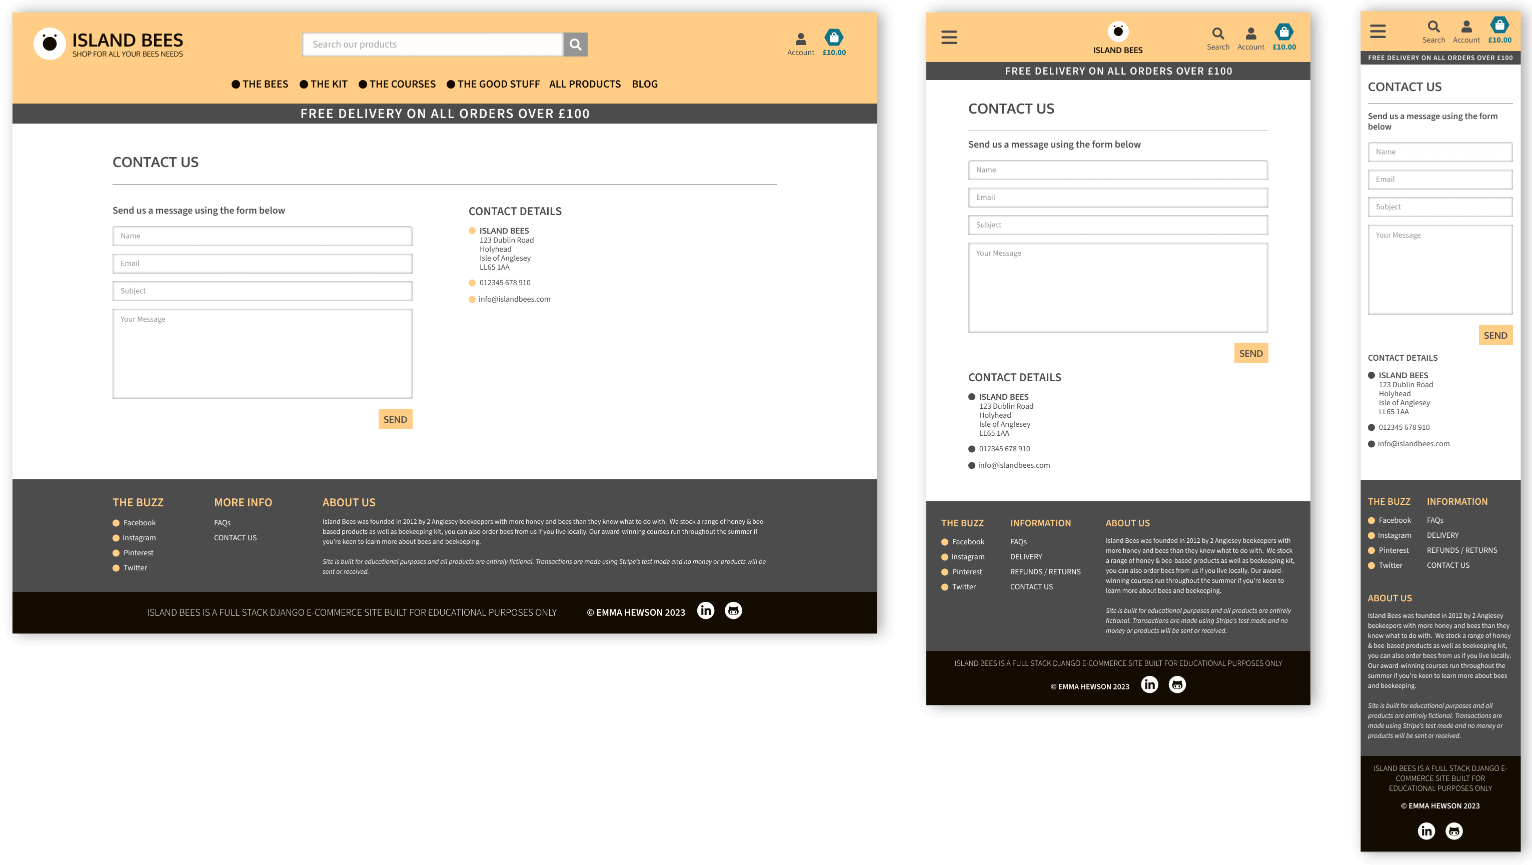 ISLAND BEES
SHOP FOR ALL YOUR BEES NEEDS
Search our products
Account
£10.00
THE BEES
THE KIT
THE COURSES
THE GOOD STUFF
ALL PRODUCTS
BLOG
FREE DELIVERY ON ALL ORDERS OVER £100
CONTACT US
Send us a message using the form below
Name
Email
Subject
Your Message
SEND
CONTACT DETAILS
ISLAND BEES
123 Dublin Road
Holyhead
Isle of Anglesey
LL65 1AA
012345 678 910
info@islandbees.com
THE BUZZ
Facebook
Instagram
Pinterest
Twitter
MORE INFO
FAQs
CONTACT US
ABOUT US
Island Bees was founded in 2012 by 2 Anglesey beekeepers with more honey and bees than they knew what to do with. We stock a range of honey & bee-
based products as well as beekeeping kit, you can also order bees from us if you live locally. Our award-winning courses run throughout the summer if
you're keen to learn more about bees and beekeeping.
Site is built for educational purposes and all products are entirely fictional. Transactions are made using Stripe's test mode and no money or products will be
sent or received.
ISLAND BEES IS A FULL STACK DJANGO E-COMMERCE SITE BUILT FOR EDUCATIONAL PURPOSES ONLY
© EMMA HEWSON 2023
in
ISLAND BEES
Search
Account
£10.00
FREE DELIVERY ON ALL ORDERS OVER £100
CONTACT US
Send us a message using the form below
Name
Email
Subject
Your Message
SEND
CONTACT DETAILS
ISLAND BEES
123 Dublin Road
Holyhead
Isle of Anglesey
LL65 1AA
012345 678 910
info@islandbees.com
THE BUZZ
Facebook
Instagram
Pinterest
Twitter
INFORMATION
FAQs
DELIVERY
REFUNDS / RETURNS
CONTACT US
ABOUT US
Island Bees was founded in 2012 by 2 Anglesey beekeepers with
more honey and bees than they knew what to do with. We stock
a range of honey & bee- based products as well as beekeeping kit,
you can also order bees from us if you live locally. Our award-
winning courses run throughout the summer if you're keen to
learn more about bees and beekeeping.
Site is built for educational purposes and all products are entirely
fictional. Transactions are made using Stripe's test mode and no
money or products will be sent or received.
ISLAND BEES IS A FULL STACK DJANGO E-COMMERCE SITE BUILT FOR EDUCATIONAL PURPOSES ONLY
© EMMA HEWSON 2023
in
Search
Account
£10.00
FREE DELIVERY ON ALL ORDERS OVER £100
CONTACT US
Send us a message using the form
below
Name
Email
Subject
Your Message
SEND
CONTACT DETAILS
ISLAND BEES
123 Dublin Road
Holyhead
Isle of Anglesey
LL65 1AA
012345 678 910
info@islandbees.com
THE BUZZ
Facebook
Instagram
Pinterest
Twitter
INFORMATION
FAQs
DELIVERY
REFUNDS / RETURNS
CONTACT US
ABOUT US
Island Bees was founded in 2012 by 2 Anglesey
beekeepers with more honey and bees than they
knew what to do with. We stock a range of honey
& bee-based products as well as beekeeping kit,
you can also order bees from us if you live locally.
Our award-winning courses run throughout the
summer if you're keen to learn more about bees
and beekeeping.
Site is built for educational purposes and all
products are entirely fictional. Transactions are
made using Stripe's test mode and no money or
products will be sent or received.
ISLAND BEES IS A FULL STACK DJANGO E-
COMMERCE SITE BUILT FOR
EDUCATIONAL PURPOSES ONLY
© EMMA HEWSON 2023
in